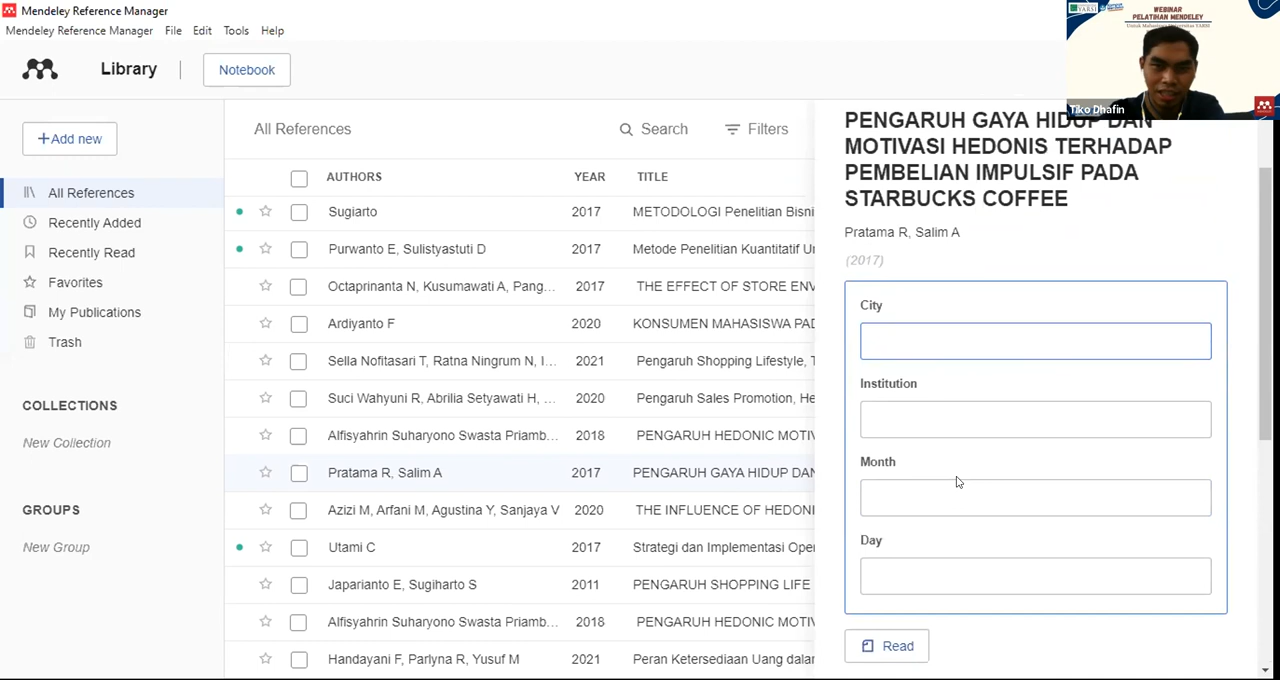 Mendeley Reference Manager
Mendeley Reference Manager File Edit Tools Help
Library
Notebook
WEBINAR
PELATIHAN MENDELEY
Untuk Mahasiswa Universitas YARSI
YARSI
Tiko Dhafin
+Add new
All References
Recently Added
Recently Read
Favorites
My Publications
Trash
COLLECTIONS
New Collection
GROUPS
New Group
All References
Search
Filters
AUTHORS YEAR TITLE
Sugiarto 2017 METODOLOGI Penelitian Bisni
Purwanto E, Sulistyastuti D 2017 Metode Penelitian Kuantitatif Un
Octaprinanta N, Kusumawati A, Pang... 2017 THE EFFECT OF STORE ENV
Ardiyanto F 2020 KONSUMEN MAHASISWA PAD
Sella Nofitasari T, Ratna Ningrum N, I... 2021 Pengaruh Shopping Lifestyle, T
Suci Wahyuni R, Abrilia Setyawati H, ... 2020 Pengaruh Sales Promotion, He
Alfisyahrin Suharyono Swasta Priamb... 2018 PENGARUH HEDONIC MOTIV
Pratama R, Salim A 2017 PENGARUH GAYA HIDUP DAN
Azizi M, Arfani M, Agustina Y, Sanjaya V 2020 THE INFLUENCE OF HEDONI
Utami C 2017 Strategi dan Implementasi Oper
Japarianto E, Sugiharto S 2011 PENGARUH SHOPPING LIFE
Alfisyahrin Suharyono Swasta Priamb... 2018 PENGARUH HEDONIC MOTIV
Handayani F, Parlyna R, Yusuf M 2021 Peran Ketersediaan Uang dalam
PENGARUH GAYA HIDUP DAN
MOTIVASI HEDONIS TERHADAP
PEMBELIAN IMPULSIF PADA
STARBUCKS COFFEE
Pratama R, Salim A
(2017)
City
Institution
Month
Day
Read